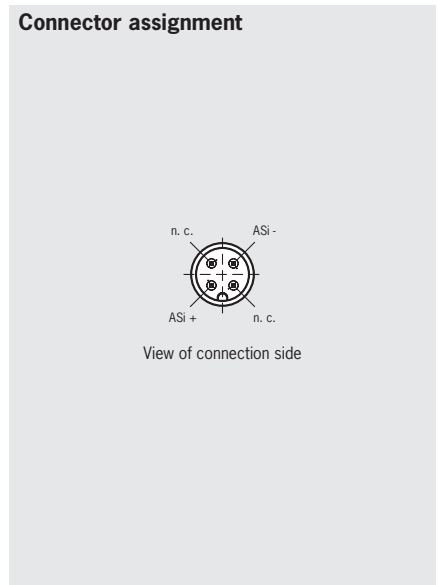 Connector assignment
n. c.
ASi -
ASi +
n. c.
View of connection side